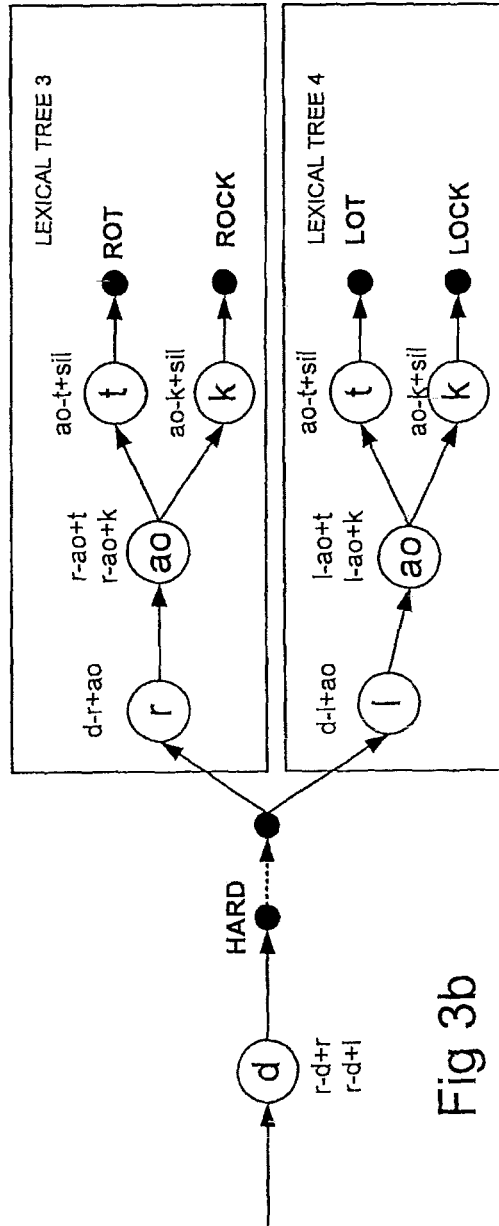 LEXICAL TREE 3
ao-t+sil
t
ROT
r-ao+t
r-ao+k
ao
d-r+ao
r
ao-k+sil
k
ROCK
LEXICAL TREE 4
ao-t+sil
t
LOT
l-ao+t
l-ao+k
ao
d-l+ao
l
ao-k+sil
k
LOCK
HARD
d
r-d+r
r-d+l
Fig 3b